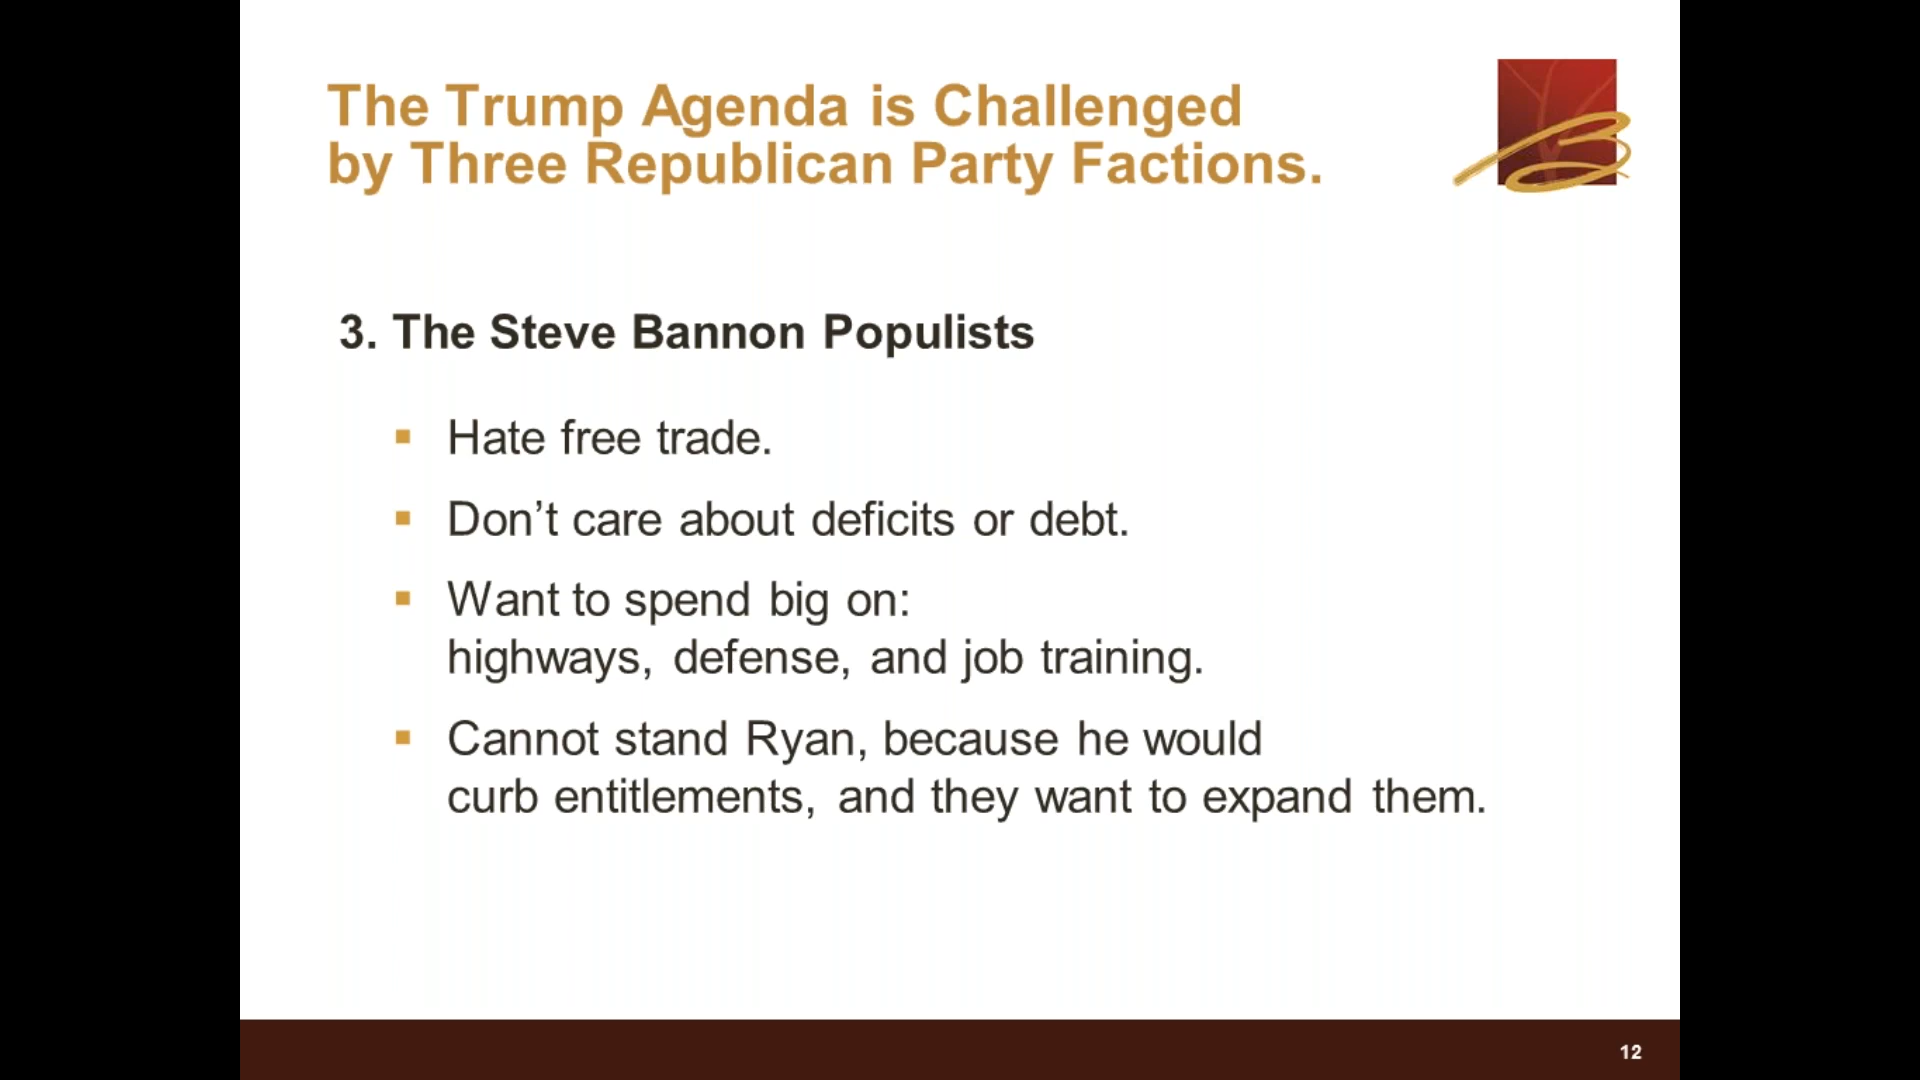 The Trump Agenda is Challenged
by Three Republican Party Factions.
3. The Steve Bannon Populists
▪ Hate free trade.
▪ Don’t care about deficits or debt.
▪ Want to spend big on:
highways, defense, and job training.
▪ Cannot stand Ryan, because he would
curb entitlements, and they want to expand them.
12